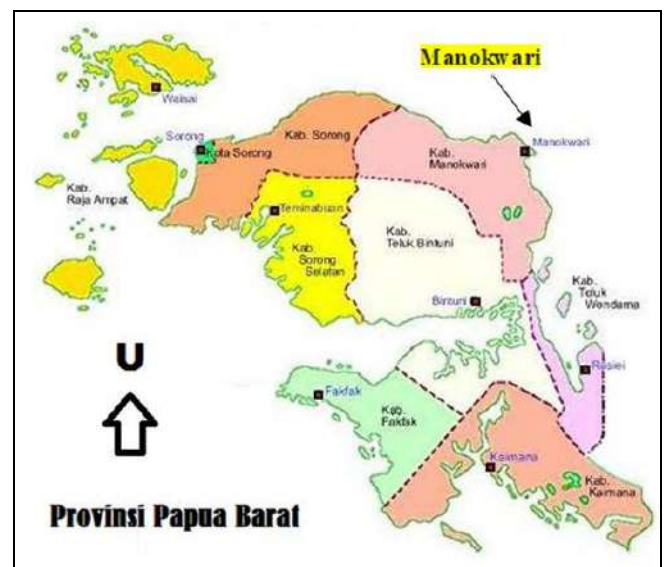 Manokwari
Waisai
Sorong
Kota Sorong
Kab. Sorong
Kab.
Manokwari
Manokwari
Kab.
Raja Ampat
Teminabuan
Kab.
Sorong
Selatan
Kab.
Teluk Bintuni
Bintuni
Kab.
Teluk
Wondama
Rasiei
U
Fakfak
Kab.
Fakfak
Kaimana
Kab.
Kaimana
Provinsi Papua Barat